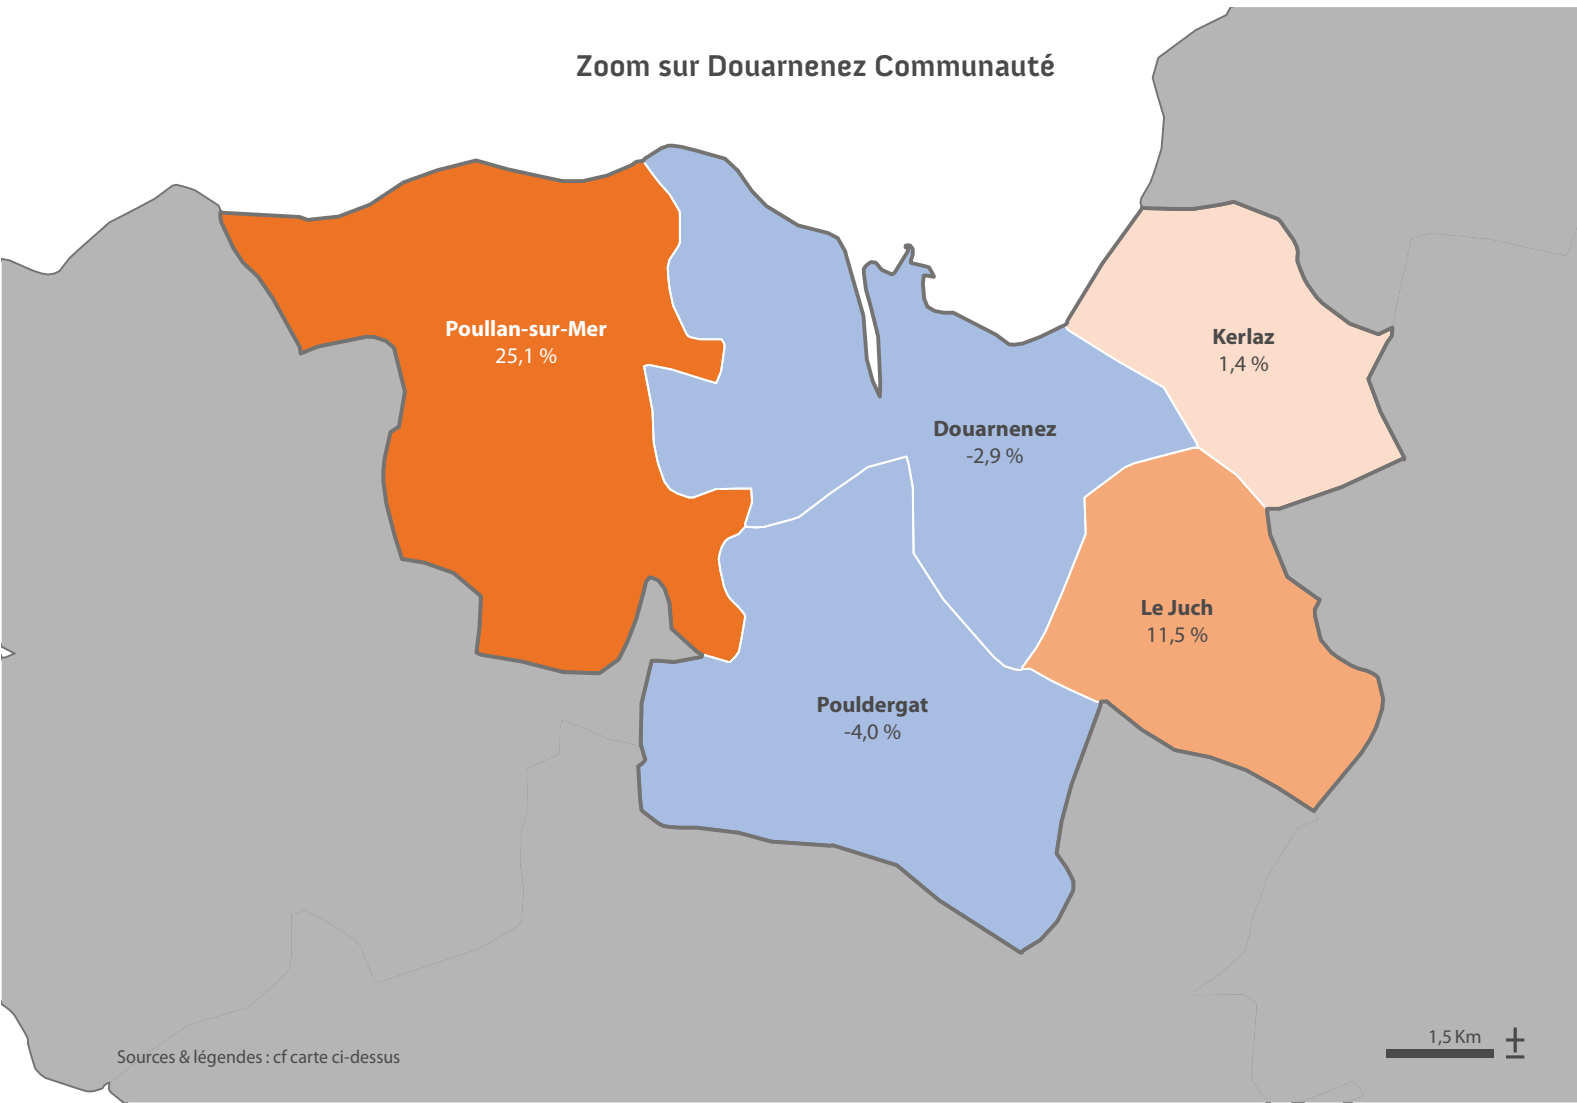 Zoom sur Douarnenez Communauté
Poullan-sur-Mer
25,1 %
Kerlaz
1,4 %
Douarnenez
-2,9 %
Le Juch
11,5 %
Pouldergat
-4,0 %
1,5 Km
Sources & légendes : cf carte ci-dessus